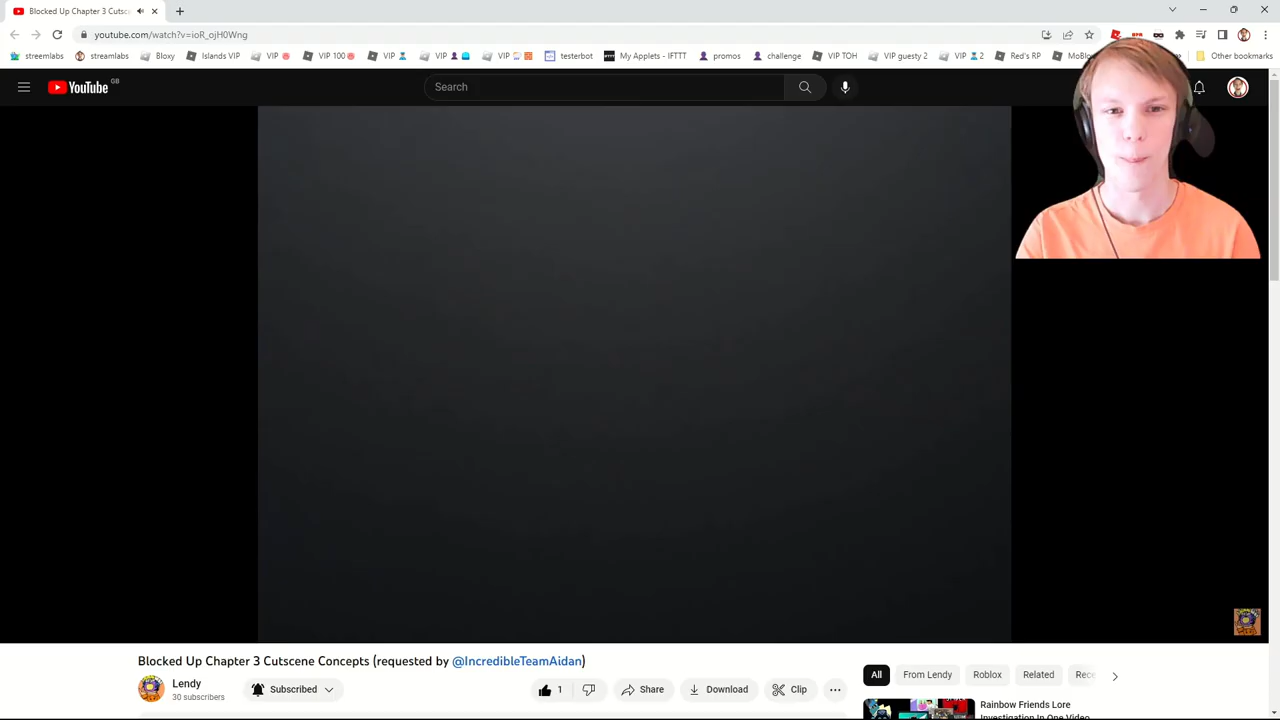 Blocked Up Chapter 3 Cutscene
youtube.com/watch?v=ioR_ojH0Wng
streamlabs streamlabs Bloxy Islands VIP VIP VIP 100 VIP VIP VIP testerbot My Applets - IFTTT promos challenge VIP TOH VIP guesty 2 VIP 2 Red's RP Other bookmarks
YouTube GB Search
Blocked Up Chapter 3 Cutscene Concepts (requested by @IncredibleTeamAidan)
Lendy
30 subscribers
Subscribed 1 Share Download Clip
All From Lendy Roblox Related
Rainbow Friends Lore
Investigation In One Video